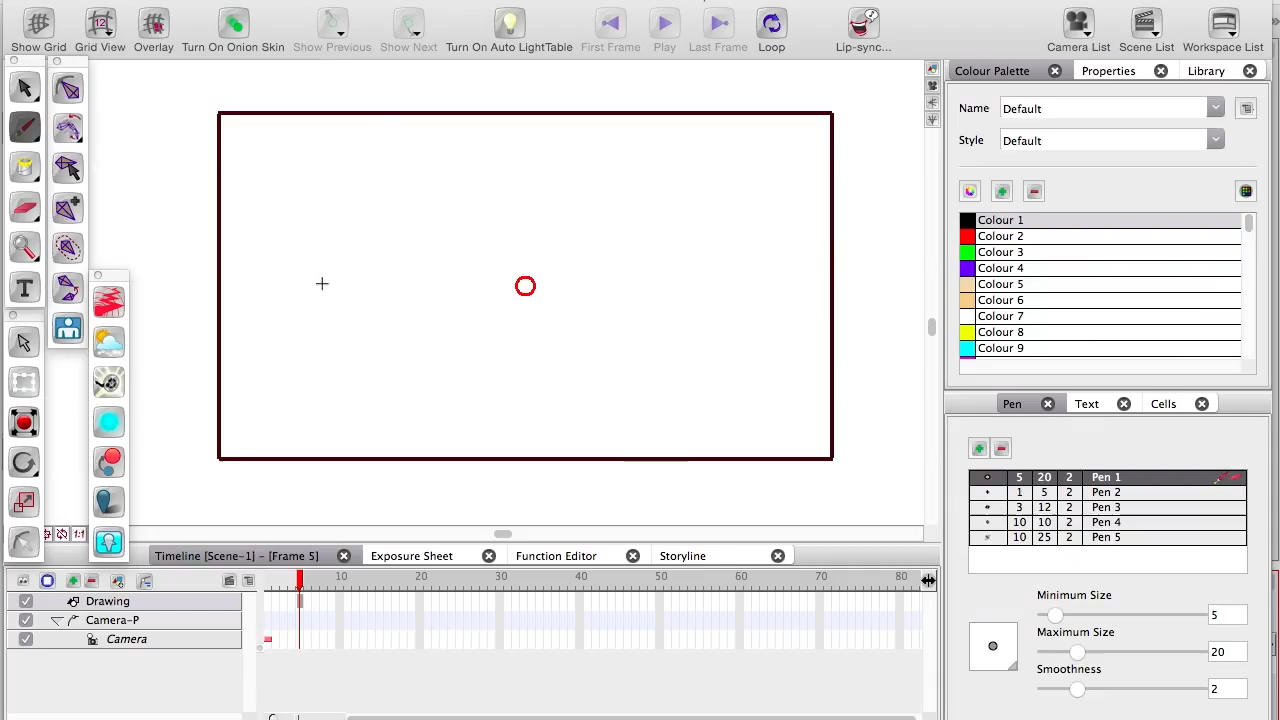 Show Grid Grid View Overlay Turn On Onion Skin Show Previous Show Next Turn On Auto LightTable First Frame Play Last Frame Loop Lip-sync... Camera List Scene List Workspace List
12
Colour Palette Properties Library
Name Default
Style Default
Colour 1
Colour 2
Colour 3
Colour 4
Colour 5
Colour 6
Colour 7
Colour 8
Colour 9
Pen Text Cells
5 20 2 Pen 1
1 5 2 Pen 2
3 12 2 Pen 3
10 10 2 Pen 4
10 25 2 Pen 5
Minimum Size
5
Maximum Size
20
Smoothness
2
T
1:1
Timeline [Scene-1] - [Frame 5] Exposure Sheet Function Editor Storyline
10 20 30 40 50 60 70 80
Drawing
Camera-P
Camera